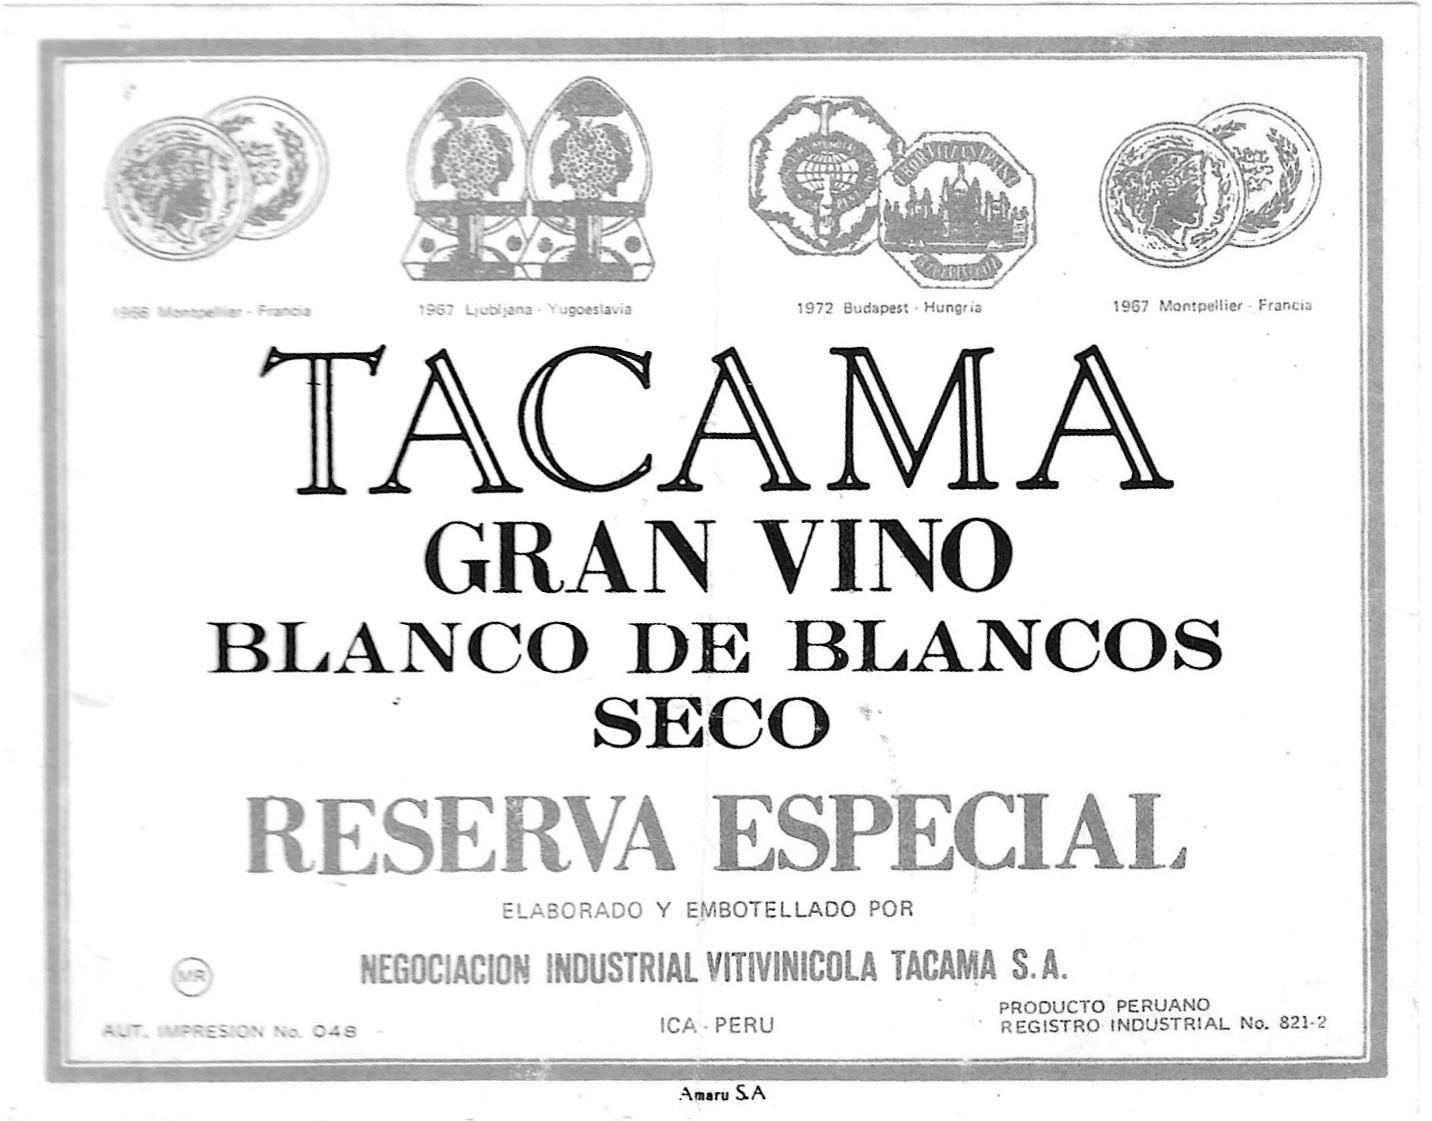 1966 Montpellier - Francia
1967 Ljubljana - Yugoeslavia
1972 Budapest - Hungría
1967 Montpellier - Francia
TACAMA
GRAN VINO
BLANCO DE BLANCOS
SECO
RESERVA ESPECIAL
ELABORADO Y EMBOTELLADO POR
NEGOCIACION INDUSTRIAL VITIVINICOLA TACAMA S.A.
MR
AUT. IMPRESION No. 048
ICA - PERU
PRODUCTO PERUANO
REGISTRO INDUSTRIAL No. 821-2
Amaru S.A